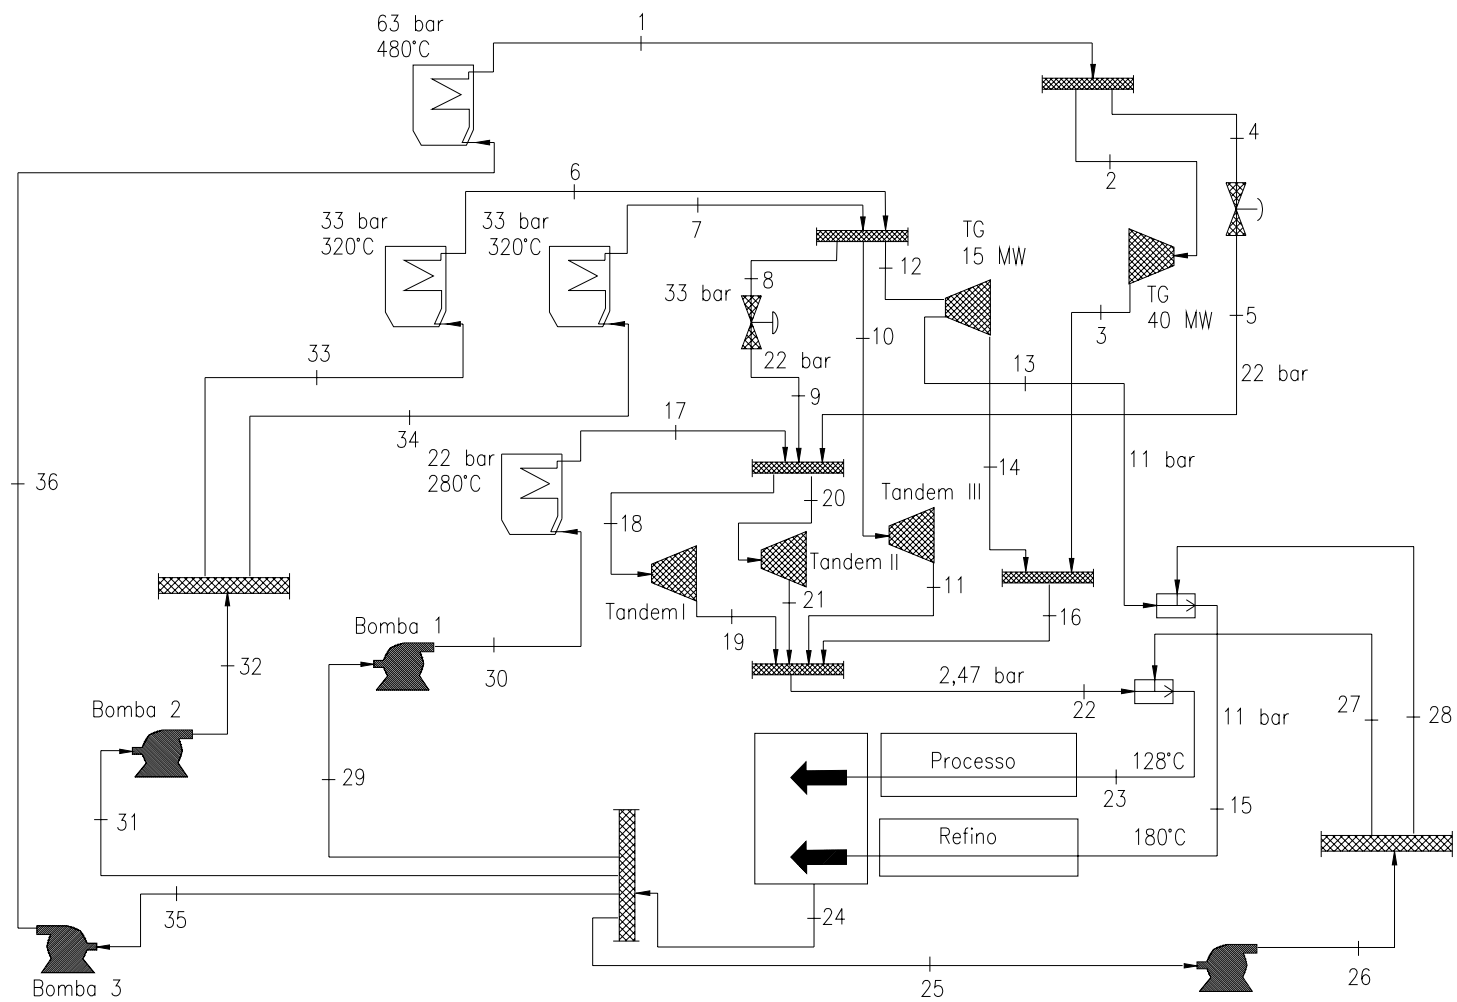 63 bar
480°C
1
4
2
6
33 bar
320°C
33 bar
320°C
7
TG
15 MW
12
8
33 bar
TG
40 MW
3
5
10
22 bar
13
22 bar
33
9
34
17
22 bar
280°C
11 bar
14
36
20
Tandem III
18
Tandem II
21
11
Tandem I
19
16
Bomba 1
30
32
2,47 bar
22
Bomba 2
27
28
11 bar
29
Processo
128°C
23
15
31
Refino
180°C
35
24
26
Bomba 3
25